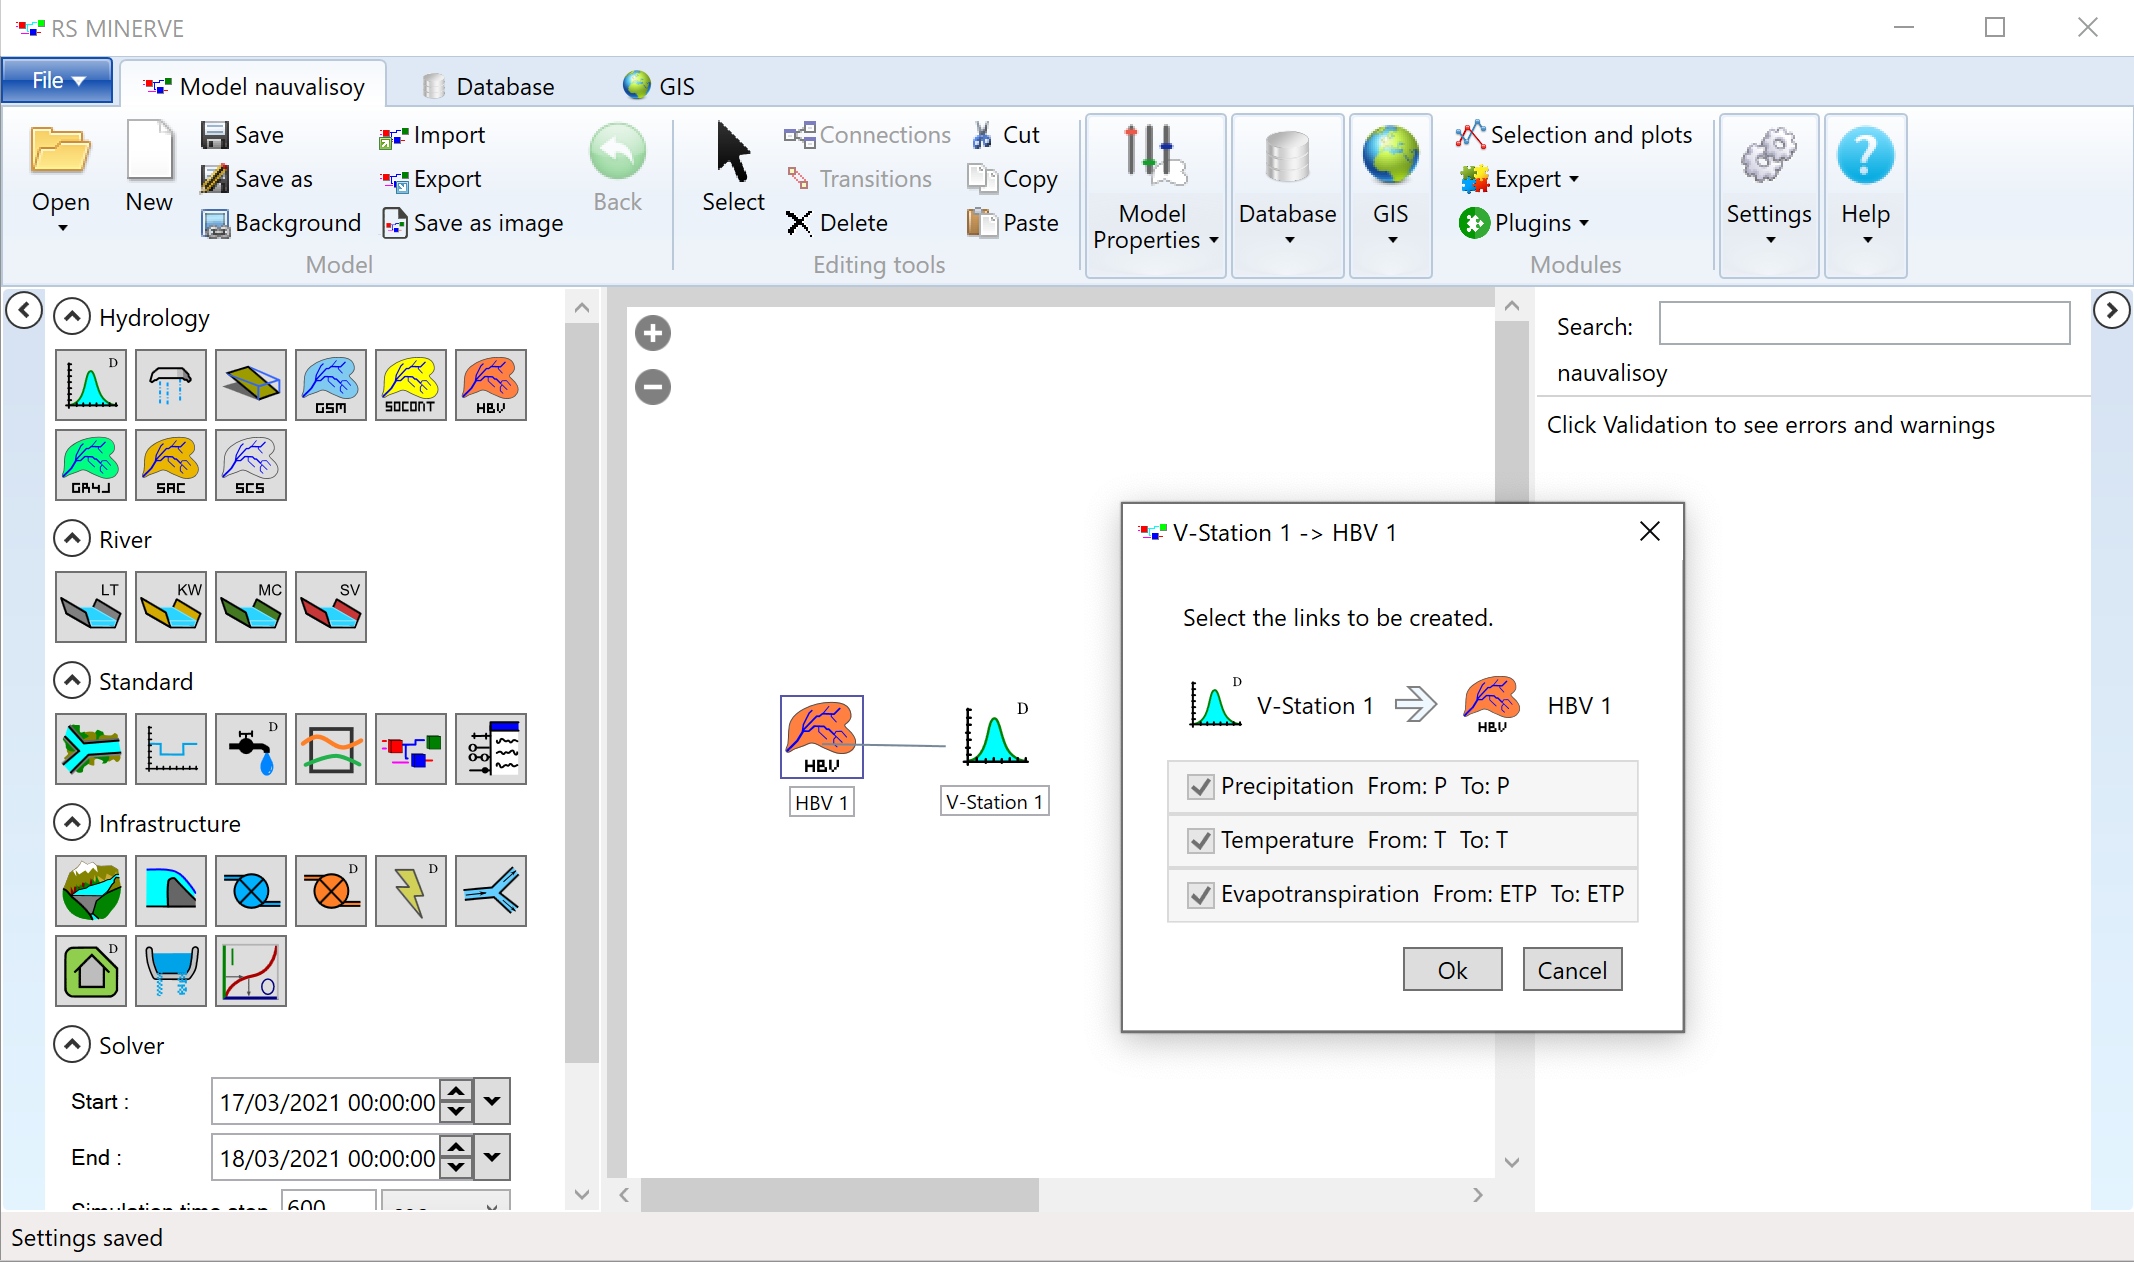 RS MINERVE
File
Model nauvalisoy
Database
GIS
Open
New
Save
Save as
Background
Import
Export
Save as image
Model
Back
Select
Connections
Transitions
Delete
Cut
Copy
Paste
Editing tools
Model
Properties
Database
GIS
Selection and plots
Expert
Plugins
Modules
Settings
Help
Hydrology
D
GSM
SOCONT
HBV
GR4J
SAC
SCS
River
LT
KW
MC
SV
Standard
D
Infrastructure
D
D
D
I
O
Solver
Start :
17/03/2021 00:00:00
End :
18/03/2021 00:00:00
Simulation time step
600
HBV
HBV 1
D
V-Station 1
V-Station 1 -> HBV 1
Select the links to be created.
D
V-Station 1
HBV
HBV 1
Precipitation From: P To: P
Temperature From: T To: T
Evapotranspiration From: ETP To: ETP
Ok
Cancel
Search:
nauvalisoy
Click Validation to see errors and warnings
Settings saved